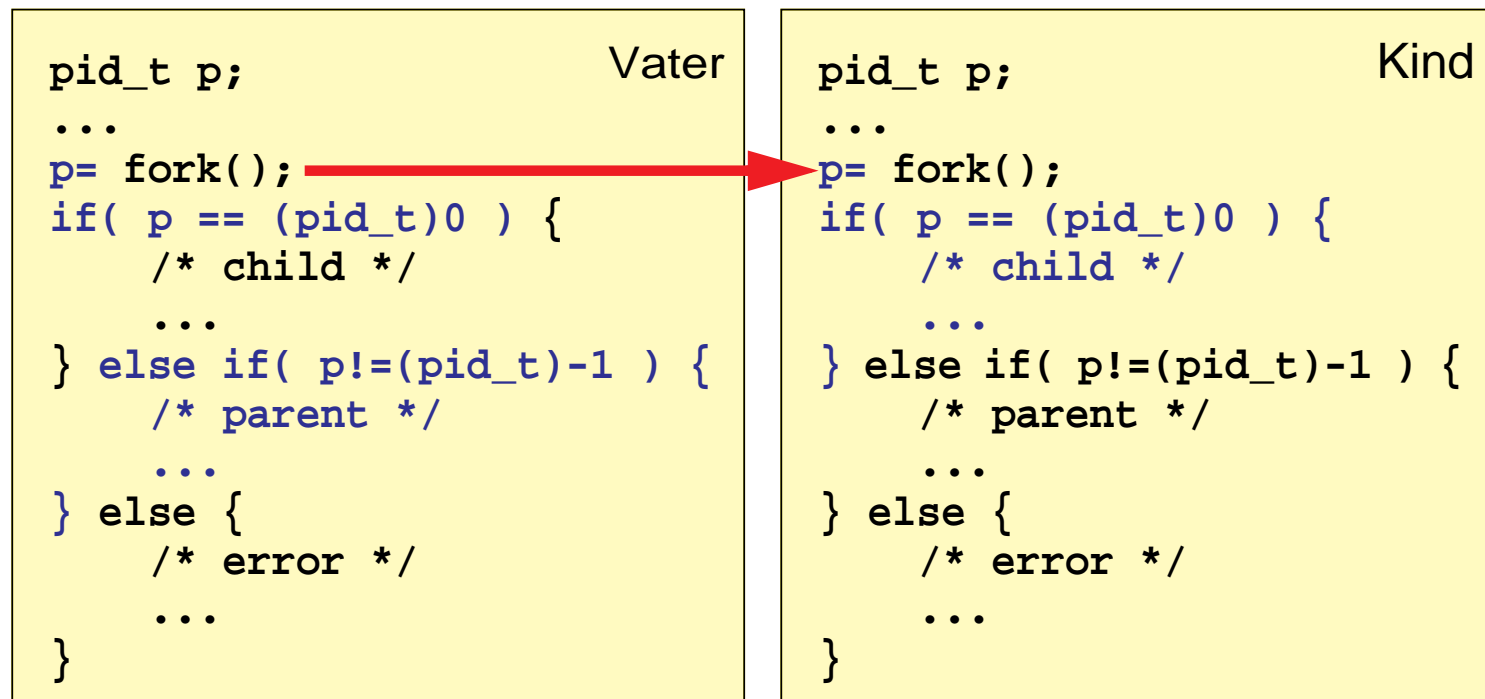 Vater
pid_t p;
...
p= fork();
if( p == (pid_t)0 ) {
/* child */
...
} else if( p!=(pid_t)-1 ) {
/* parent */
...
} else {
/* error */
...
}
Kind
pid_t p;
...
p= fork();
if( p == (pid_t)0 ) {
/* child */
...
} else if( p!=(pid_t)-1 ) {
/* parent */
...
} else {
/* error */
...
}